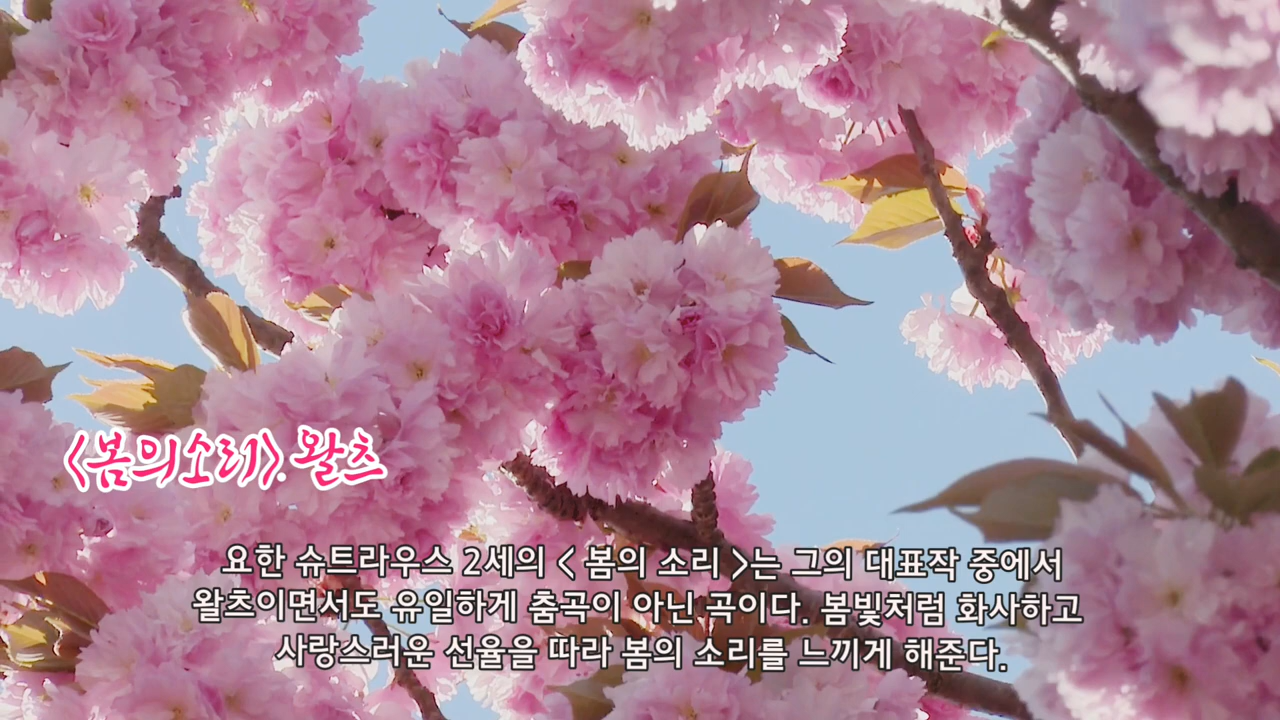 <봄의소리> 왈츠
요한 슈트라우스 2세의 < 봄의 소리 >는 그의 대표작 중에서
왈츠이면서도 유일하게 춤곡이 아닌 곡이다. 봄빛처럼 화사하고
사랑스러운 선율을 따라 봄의 소리를 느끼게 해준다.